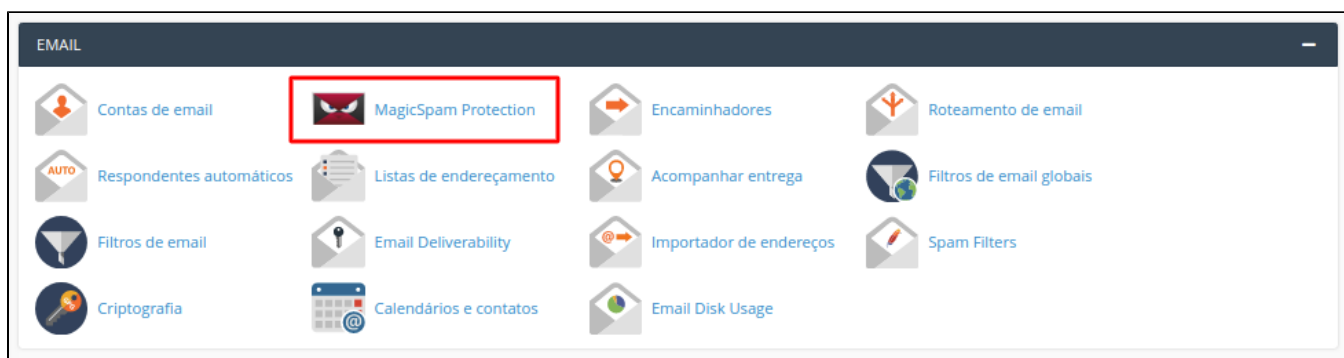 EMAIL
Contas de email
MagicSpam Protection
Encaminhadores
Roteamento de email
AUTO
Respondentes automáticos
Listas de endereçamento
Acompanhar entrega
Filtros de email globais
Filtros de email
Email Deliverability
@
Importador de endereços
Spam Filters
Criptografia
@
Calendários e contatos
Email Disk Usage